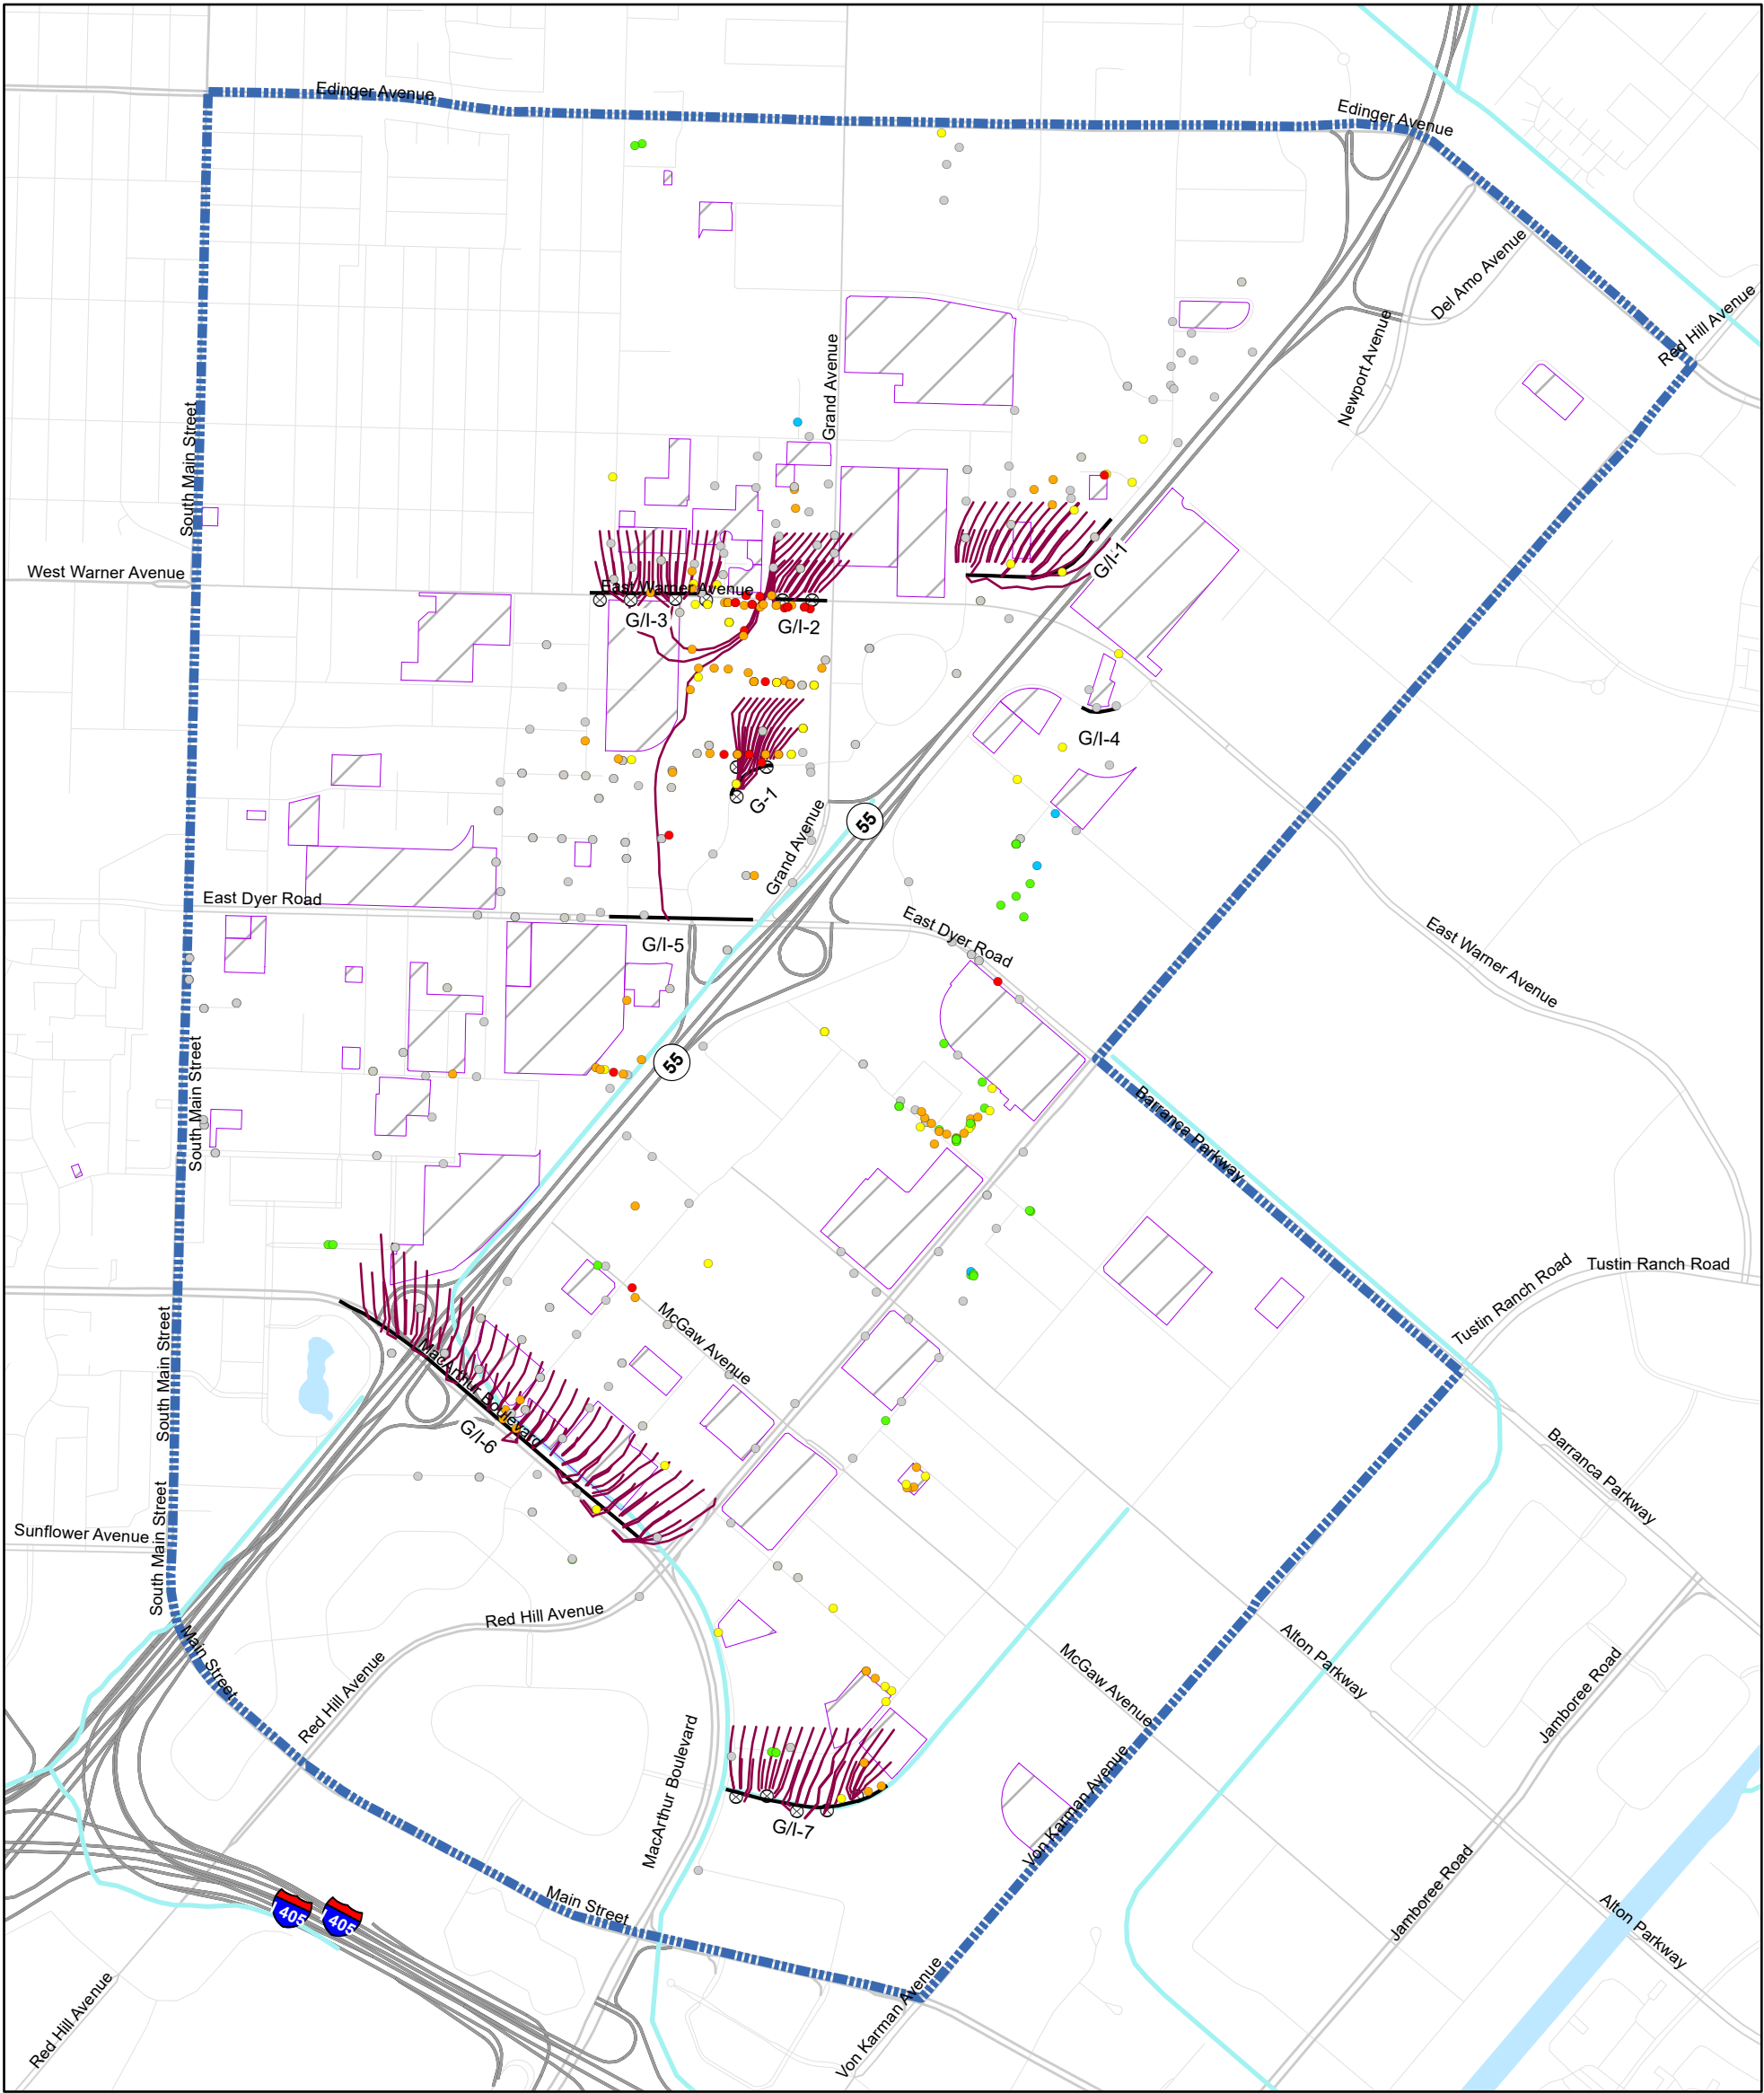 Edinger Avenue
Edinger Avenue
Del Amo Avenue
Red Hill Avenue
Newport Avenue
Grand Avenue
South Main Street
West Warner Avenue
East Warner Avenue
G/I-1
G/I-3
G/I-2
G/I-4
G-1
55
Grand Avenue
East Dyer Road
East Dyer Road
East Warner Avenue
G/I-5
55
South Main Street
Barranca Parkway
Tustin Ranch Road
Tustin Ranch Road
McGaw Avenue
MacArthur Boulevard
South Main Street
G/I-6
Barranca Parkway
South Main Street
Sunflower Avenue
Red Hill Avenue
Main Street
Red Hill Avenue
McGaw Avenue
Alton Parkway
Jamboree Road
MacArthur Boulevard
G/I-7
Von Karman Avenue
Jamboree Road
Main Street
405
405
Alton Parkway
Red Hill Avenue
Von Karman Avenue